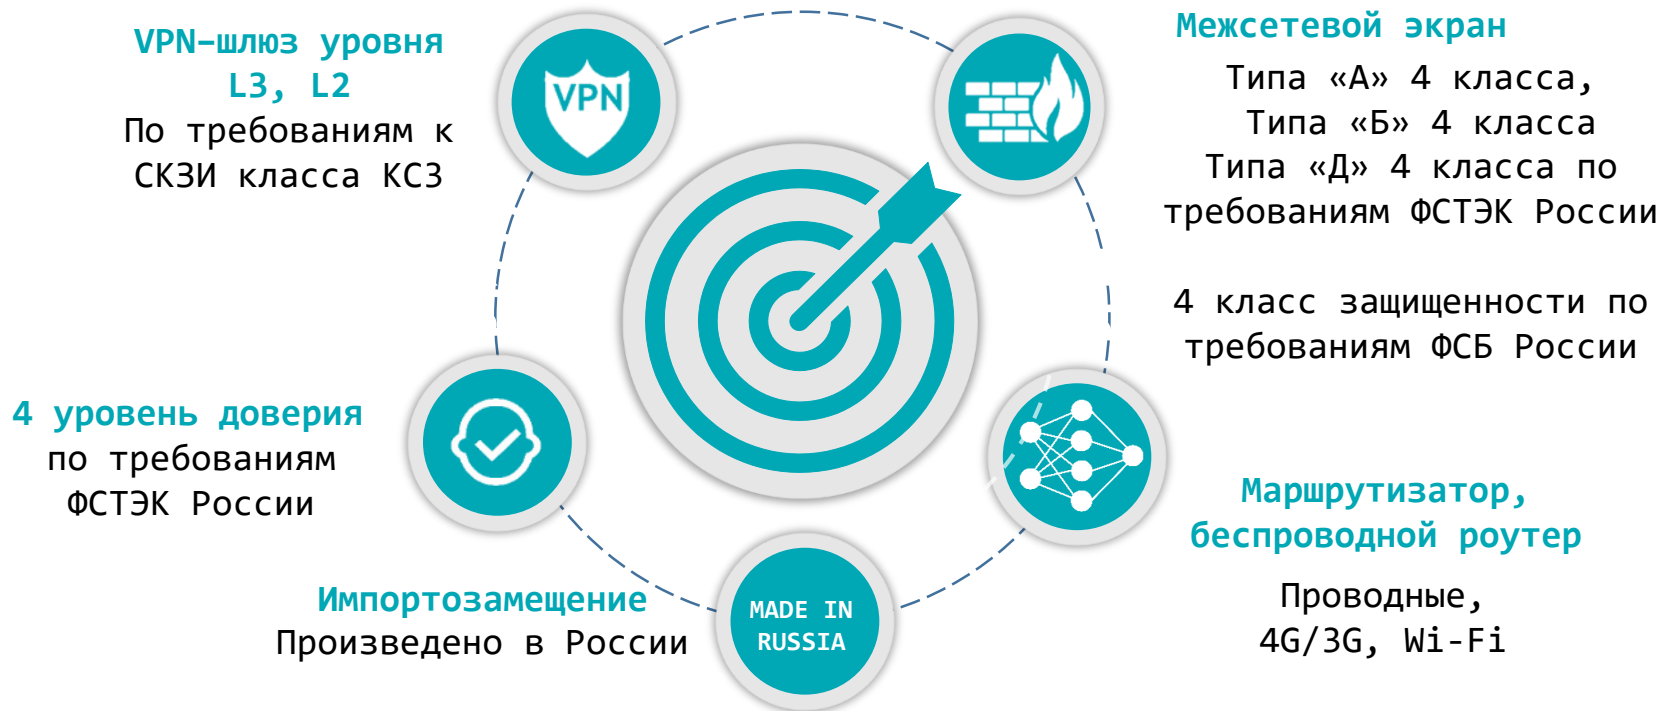 VPN-шлюз уровня
L3, L2
По требованиям к
СКЗИ класса КС3
VPN
Межсетевой экран
Типа «А» 4 класса,
Типа «Б» 4 класса
Типа «Д» 4 класса по
требованиям ФСТЭК России
4 класс защищенности по
требованиям ФСБ России
4 уровень доверия
по требованиям
ФСТЭК России
Маршрутизатор,
беспроводной роутер
Проводные,
4G/3G, Wi-Fi
Импортозамещение
Произведено в России
MADE IN
RUSSIA